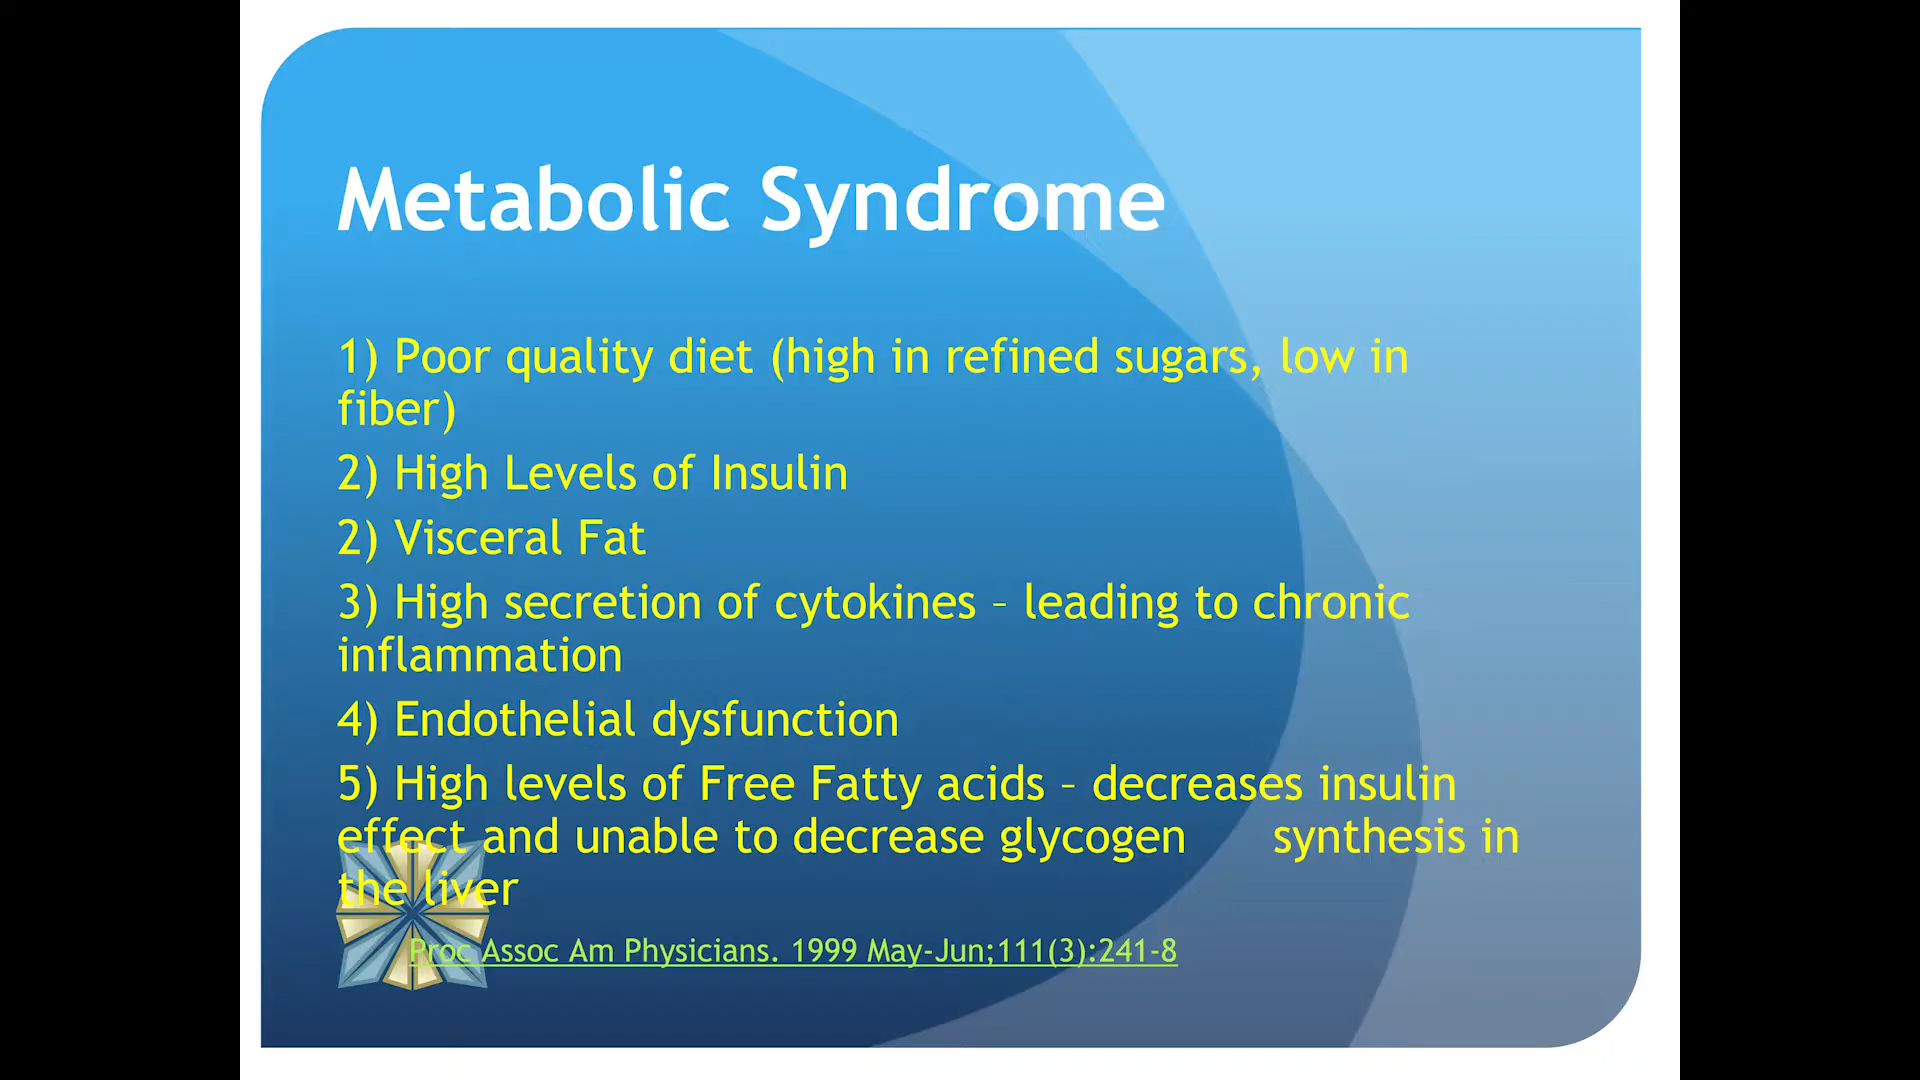 Metabolic Syndrome
1) Poor quality diet (high in refined sugars, low in
fiber)
2) High Levels of Insulin
2) Visceral Fat
3) High secretion of cytokines – leading to chronic
inflammation
4) Endothelial dysfunction
5) High levels of Free Fatty acids – decreases insulin
effect and unable to decrease glycogen synthesis in
the liver
Proc Assoc Am Physicians. 1999 May-Jun;111(3):241-8